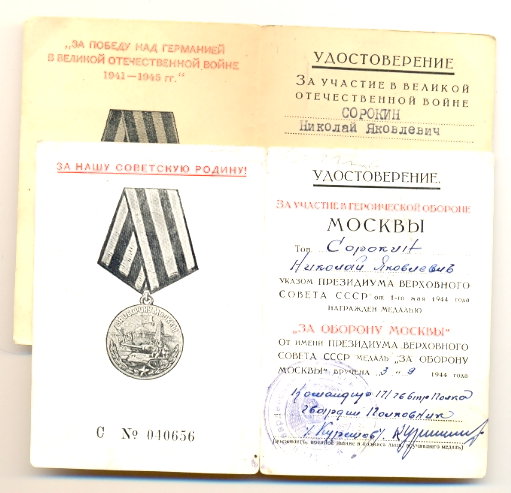 „ЗА ПОБЕДУ НАД ГЕРМАНИЕЙ
В ВЕЛИКОЙ ОТЕЧЕСТВЕННОЙ ВОЙНЕ
1941—1945 гг."
УДОСТОВЕРЕНИЕ
ЗА УЧАСТИЕ В ВЕЛИКОЙ
ОТЕЧЕСТВЕННОЙ ВОЙНЕ
СОРОКИН
Николай Яковлевич
ЗА НАШУ СОВЕТСКУЮ РОДИНУ!
С № 040656
УДОСТОВЕРЕНИЕ
ЗА УЧАСТИЕ В ГЕРОИЧЕСКОЙ ОБОРОНЕ
МОСКВЫ
Тов. Сорокин
Николай Яковлевич
УКАЗОМ ПРЕЗИДИУМА ВЕРХОВНОГО
СОВЕТА СССР от 1-го мая 1944 года
НАГРАЖДЕН МЕДАЛЬЮ
„ЗА ОБОРОНУ МОСКВЫ"
ОТ ИМЕНИ ПРЕЗИДИУМА ВЕРХОВНОГО
СОВЕТА СССР МЕДАЛЬ „ЗА ОБОРОНУ
МОСКВЫ" ВРУЧЕНА „3" 9 1944 года
Командир
Гвардии Полковник